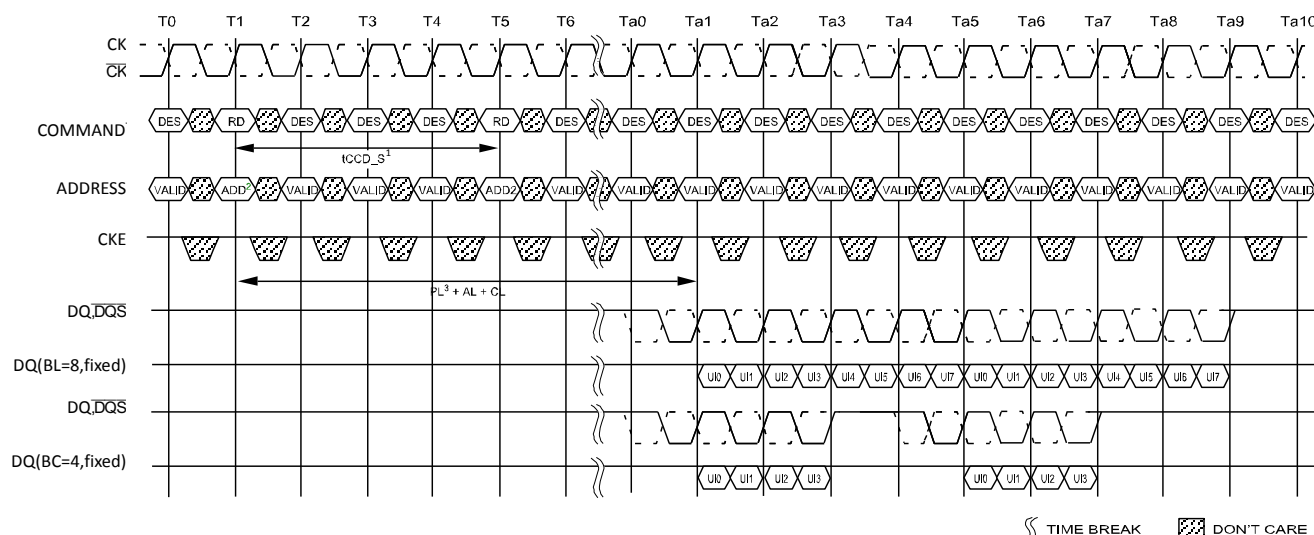 T0 T1 T2 T3 T4 T5 T6 Ta0 Ta1 Ta2 Ta3 Ta4 Ta5 Ta6 Ta7 Ta8 Ta9 Ta10
CK
CK
COMMAND DES RD DES DES DES RD DES DES DES DES DES DES DES DES DES DES DES DES
tCCD_S1
ADDRESS VALID ADD2 VALID VALID VALID ADD2 VALID VALID VALID VALID VALID VALID VALID VALID VALID VALID VALID VALID
CKE
PL3 + AL + CL
DQ,DQS
DQ(BL=8,fixed) UI0 UI1 UI2 UI3 UI4 UI5 UI6 UI7 UI0 UI1 UI2 UI3 UI4 UI5 UI6 UI7
DQ,DQS
DQ(BC=4,fixed) UI0 UI1 UI2 UI3 UI0 UI1 UI2 UI3
TIME BREAK DON'T CARE